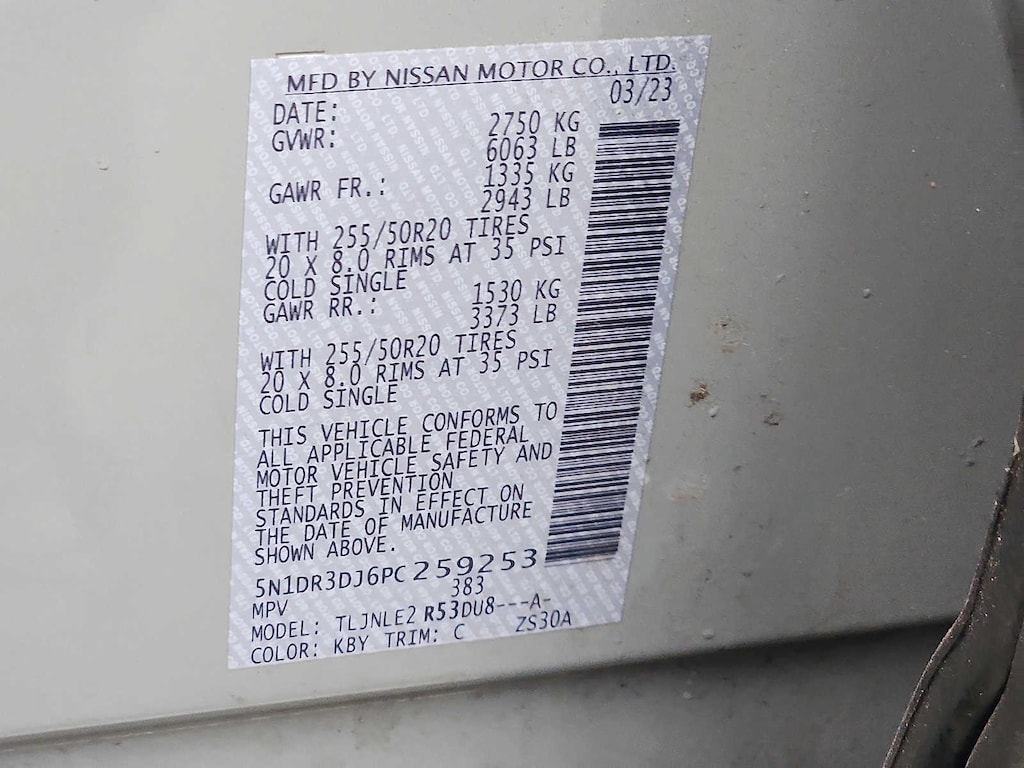 MFD BY NISSAN MOTOR CO., LTD.
DATE: 03/23
GVWR: 2750 KG
6063 LB
GAWR FR.: 1335 KG
2943 LB
WITH 255/50R20 TIRES
20 X 8.0 RIMS AT 35 PSI
COLD SINGLE
GAWR RR.: 1530 KG
3373 LB
WITH 255/50R20 TIRES
20 X 8.0 RIMS AT 35 PSI
COLD SINGLE
THIS VEHICLE CONFORMS TO
ALL APPLICABLE FEDERAL
MOTOR VEHICLE SAFETY AND
THEFT PREVENTION
STANDARDS IN EFFECT ON
THE DATE OF MANUFACTURE
SHOWN ABOVE.
5N1DR3DJ6PC259253
MPV 383
MODEL: TLJNLE2 R53DU8---A-
COLOR: KBY TRIM: C ZS30A